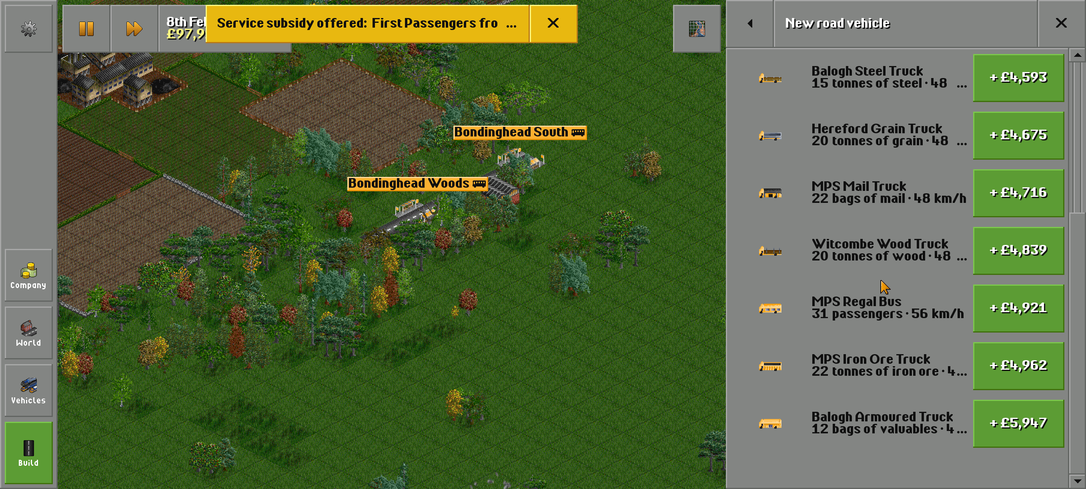 8th Fe
£97,9
Service subsidy offered: First Passengers fro ...
New road vehicle
Company
World
Vehicles
Build
Bondinghead South
Bondinghead Woods
Balogh Steel Truck
15 tonnes of steel · 48 ...
+ £4,593
Hereford Grain Truck
20 tonnes of grain · 48 ...
+ £4,675
MPS Mail Truck
22 bags of mail · 48 km/h
+ £4,716
Witcombe Wood Truck
20 tonnes of wood · 48 ...
+ £4,839
MPS Regal Bus
31 passengers · 56 km/h
+ £4,921
MPS Iron Ore Truck
22 tonnes of iron ore · 4...
+ £4,962
Balogh Armoured Truck
12 bags of valuables · 4 ...
+ £5,947